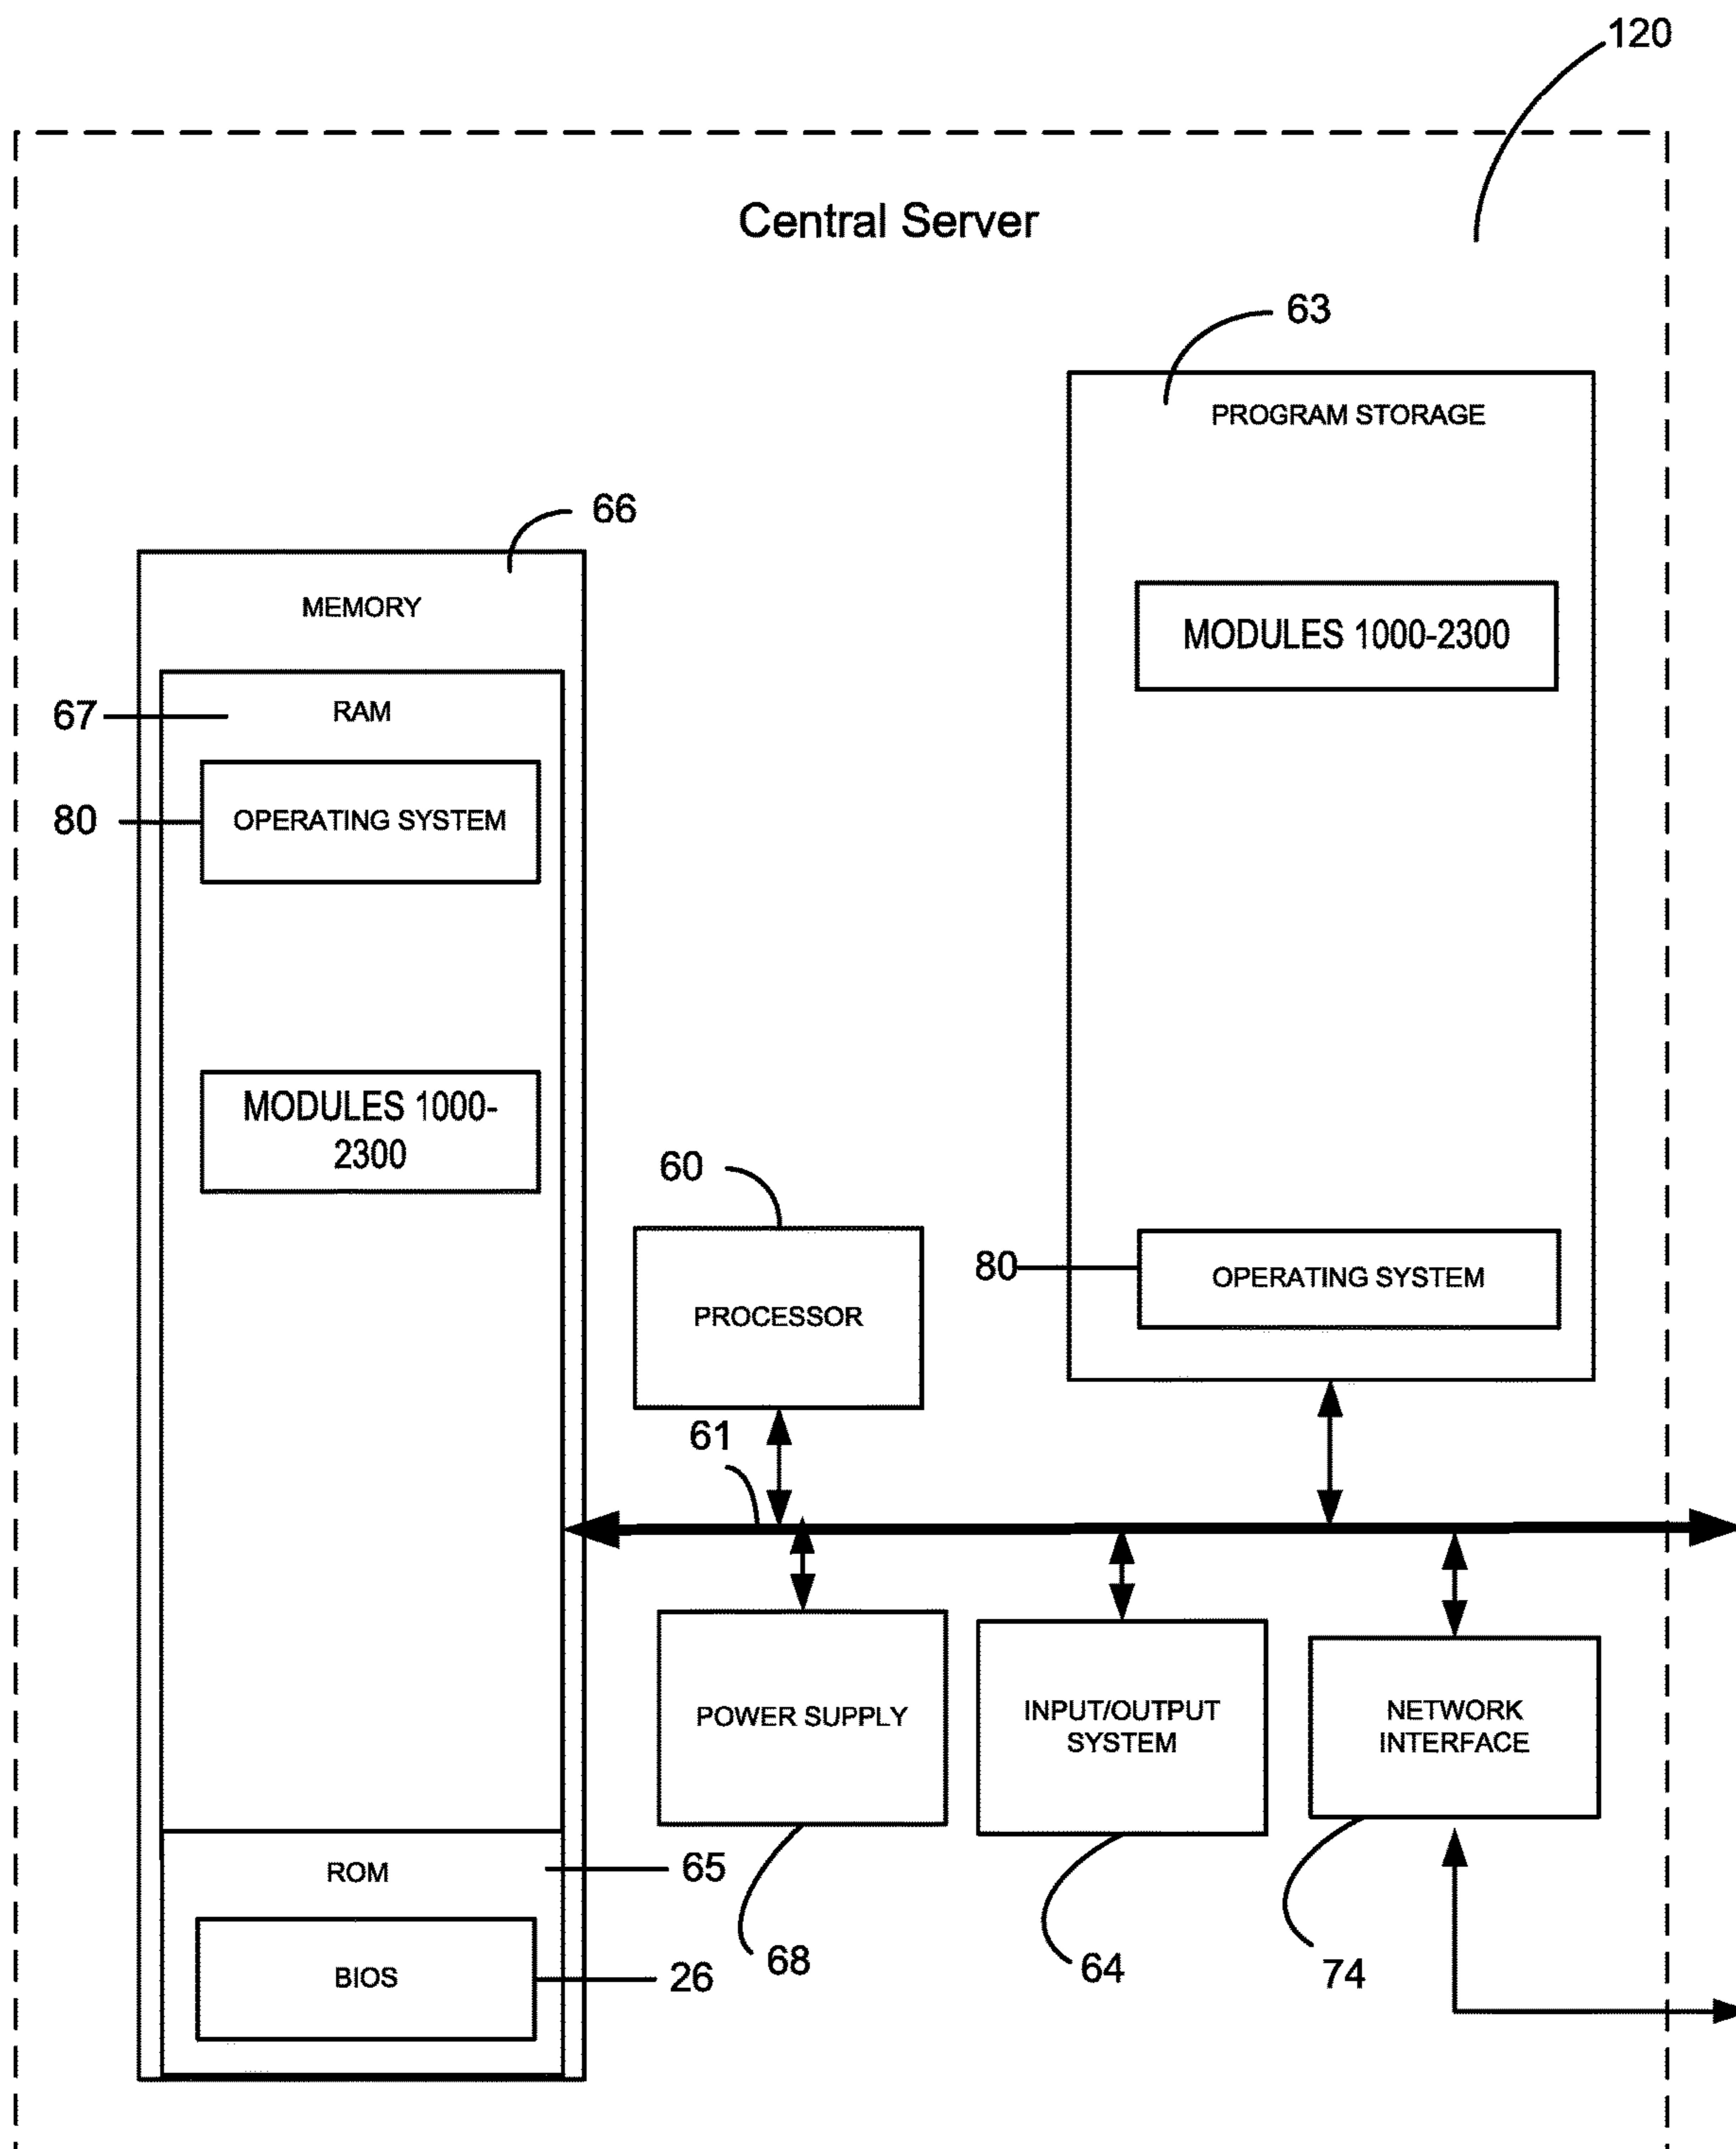 120
Central Server
63
PROGRAM STORAGE
66
MEMORY
MODULES 1000-2300
67
RAM
80
OPERATING SYSTEM
MODULES 1000-
2300
60
PROCESSOR
80
OPERATING SYSTEM
61
POWER SUPPLY
INPUT/OUTPUT
SYSTEM
NETWORK
INTERFACE
ROM
65
68
64
74
BIOS
26